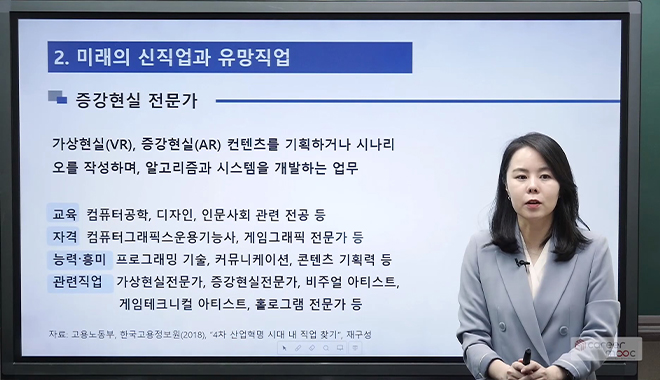 2. 미래의 신직업과 유망직업
증강현실 전문가
가상현실(VR), 증강현실(AR) 컨텐츠를 기획하거나 시나리
오를 작성하며, 알고리즘과 시스템을 개발하는 업무
교육 컴퓨터공학, 디자인, 인문사회 관련 전공 등
자격 컴퓨터그래픽스운용기능사, 게임그래픽 전문가 등
능력·흥미 프로그래밍 기술, 커뮤니케이션, 콘텐츠 기획력 등
관련직업 가상현실전문가, 증강현실전문가, 비주얼 아티스트,
게임테크니컬 아티스트, 홀로그램 전문가 등
자료: 고용노동부, 한국고용정보원(2018), "4차 산업혁명 시대 내 직업 찾기", 재구성
career
mooc